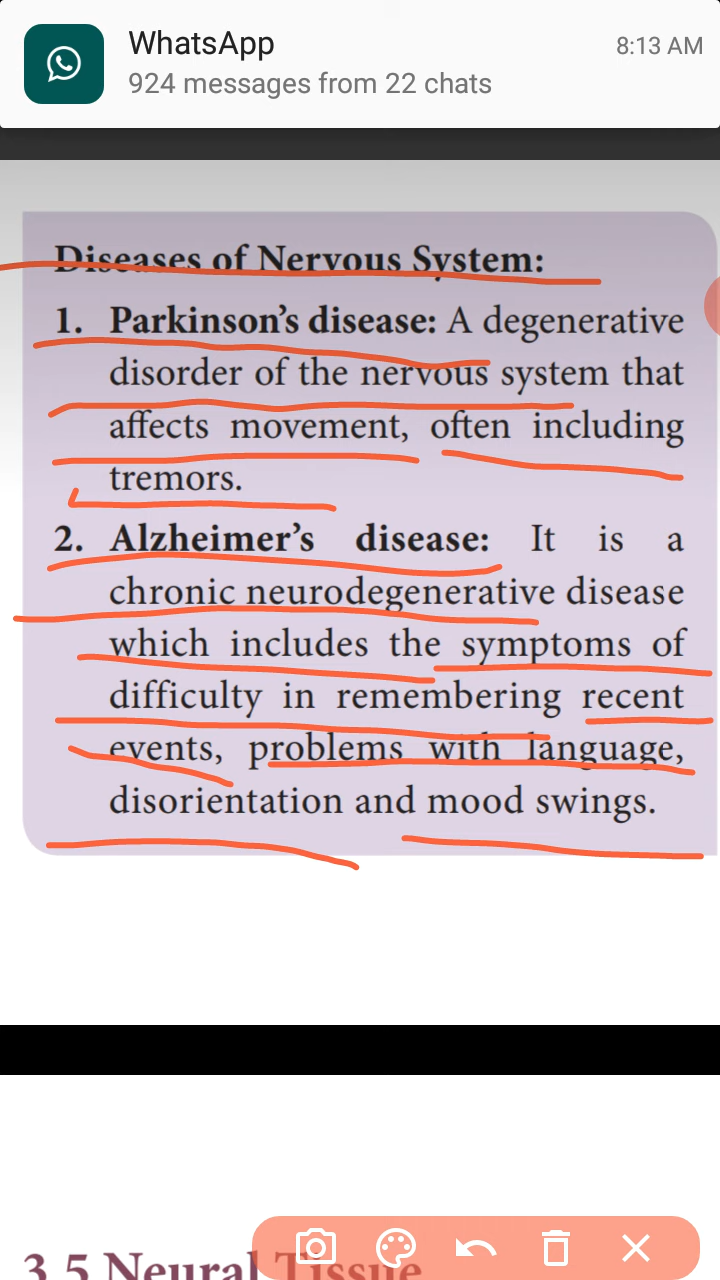 WhatsApp 8:13 AM
924 messages from 22 chats
Diseases of Nervous System:
1. Parkinson’s disease: A degenerative
disorder of the nervous system that
affects movement, often including
tremors.
2. Alzheimer’s disease: It is a
chronic neurodegenerative disease
which includes the symptoms of
difficulty in remembering recent
events, problems with language,
disorientation and mood swings.
3.5 Neural Tissue